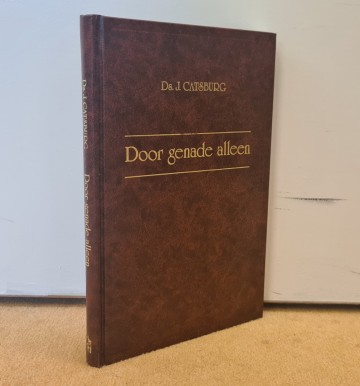 Ds. J. CATSBURG
Door genade alleen
Ds. J. CATSBURG
Door genade alleen